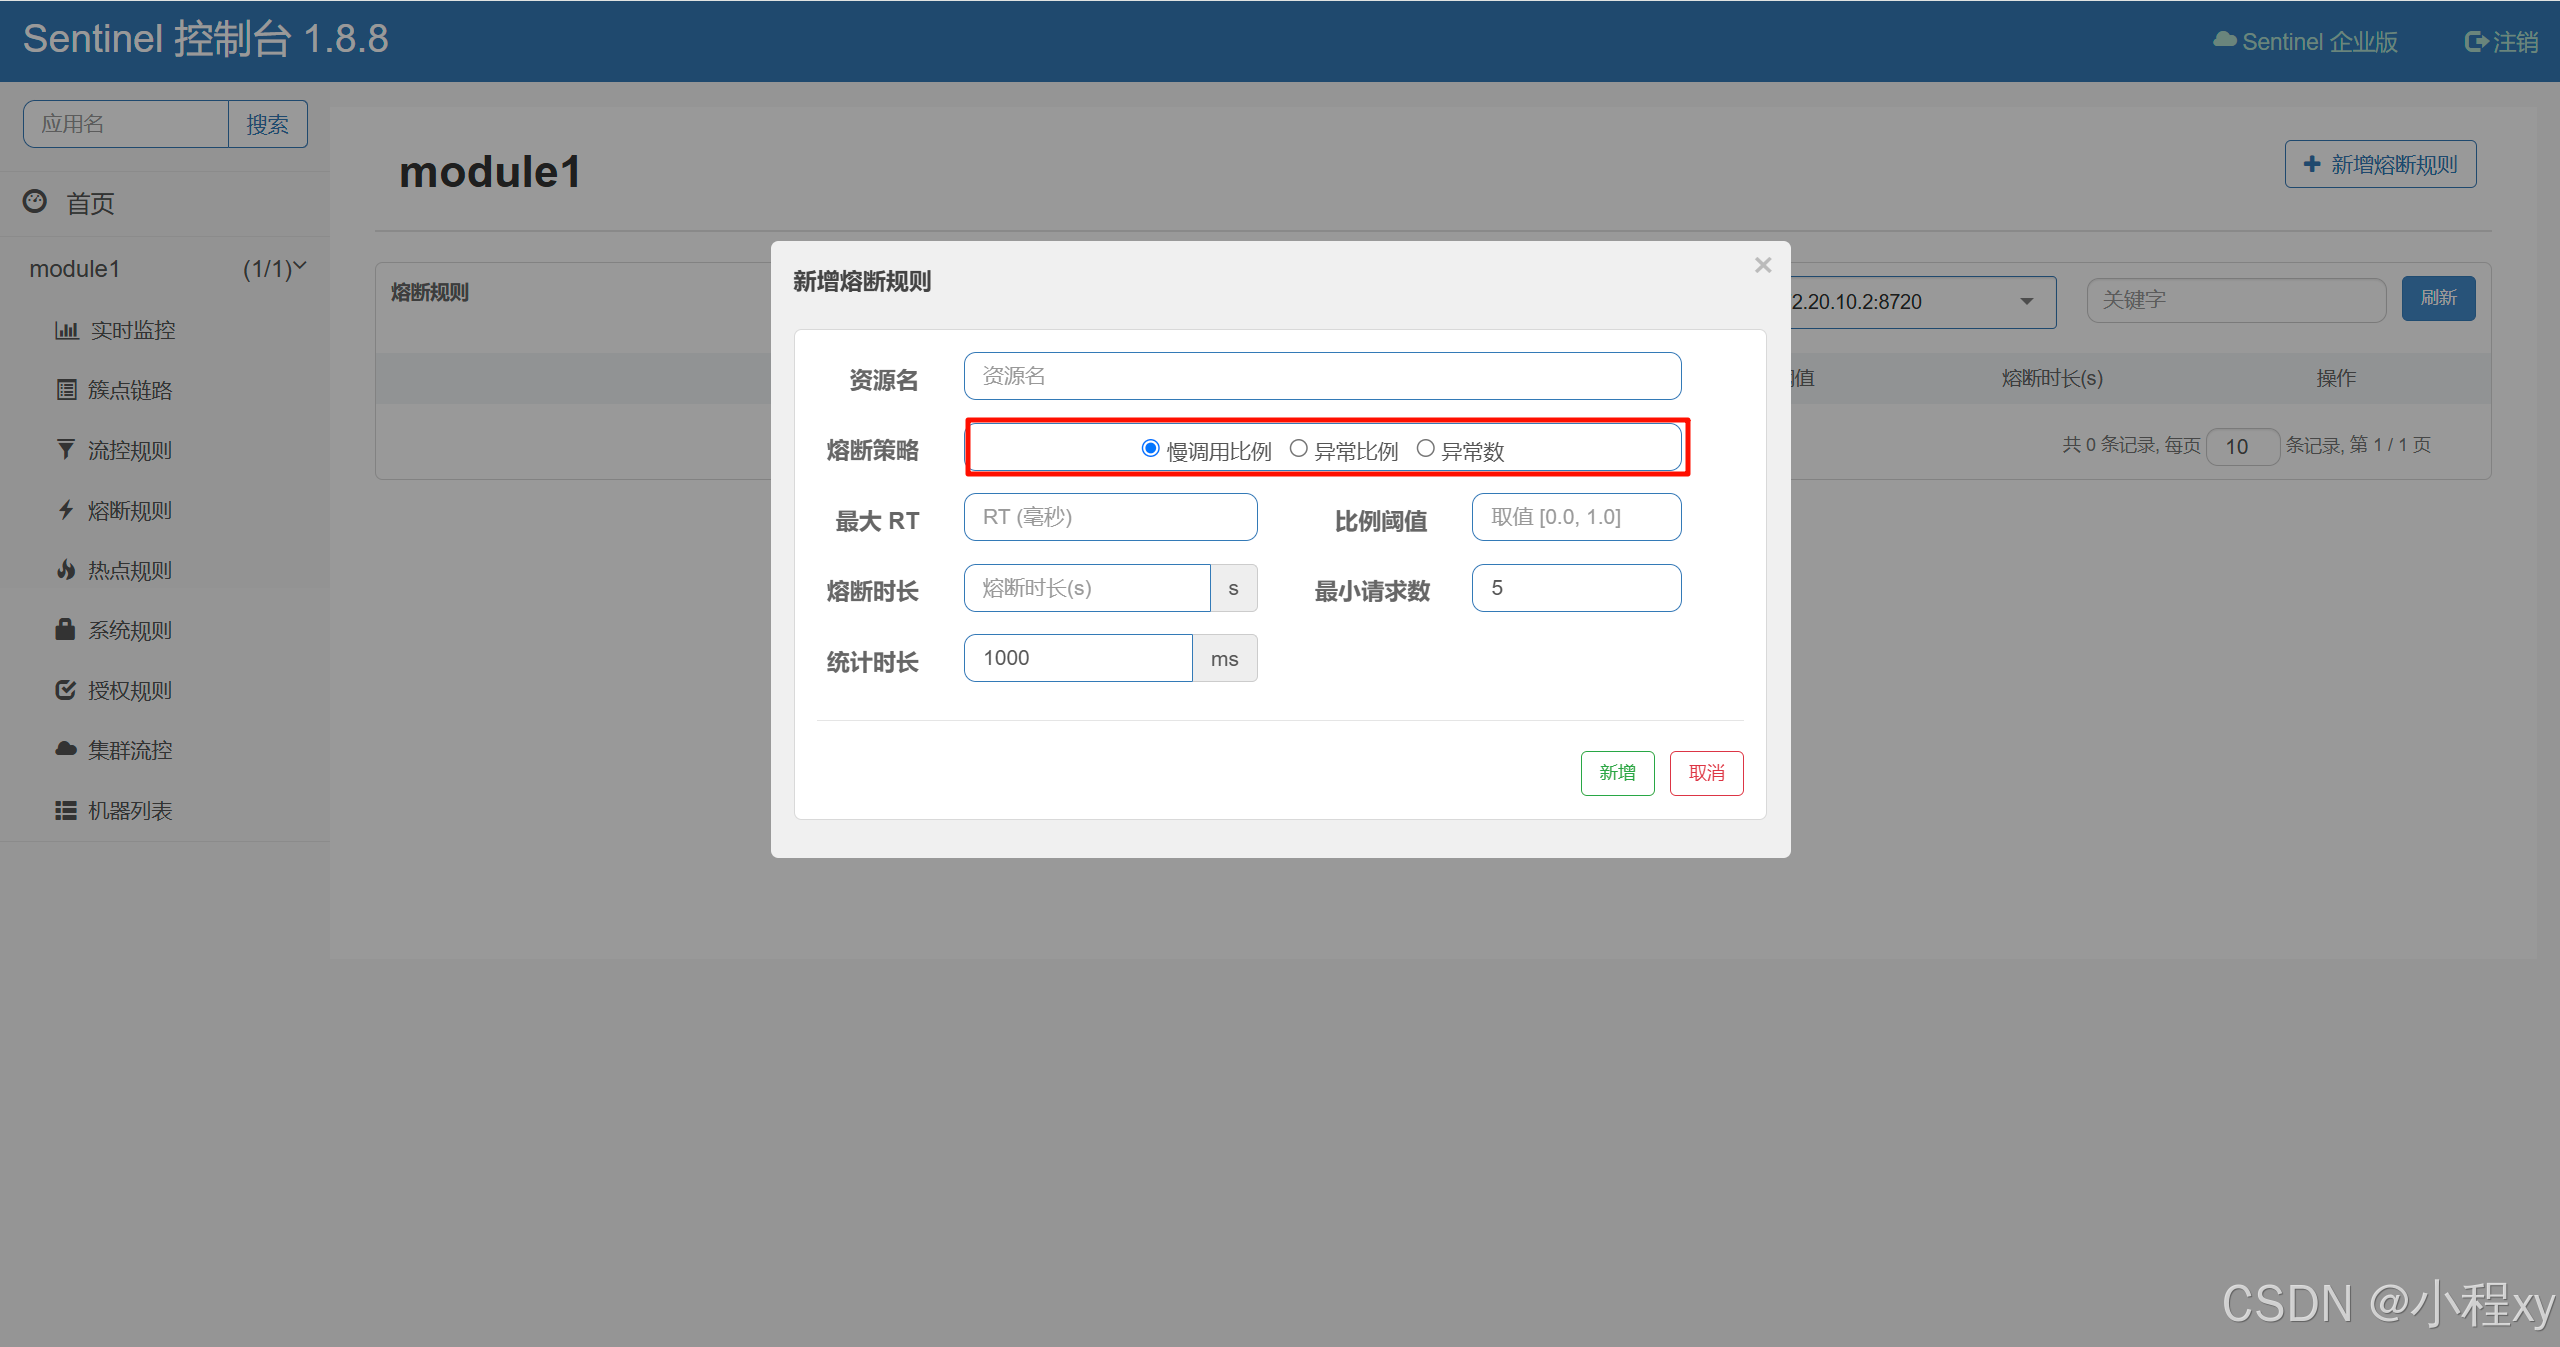 Sentinel 控制台 1.8.8
Sentinel 企业版
注销
应用名
搜索
首页
module1 (1/1)
实时监控
簇点链路
流控规则
熔断规则
热点规则
系统规则
授权规则
集群流控
机器列表
module1
新增熔断规则
熔断规则
2.20.10.2:8720
关键字
刷新
值 熔断时长(s) 操作
共 0 条记录, 每页 10 条记录, 第 1 / 1 页
新增熔断规则
资源名 资源名
熔断策略 慢调用比例 异常比例 异常数
最大 RT RT (毫秒) 比例阈值 取值 [0.0, 1.0]
熔断时长 熔断时长(s) s 最小请求数 5
统计时长 1000 ms
新增 取消
CSDN @小程xy